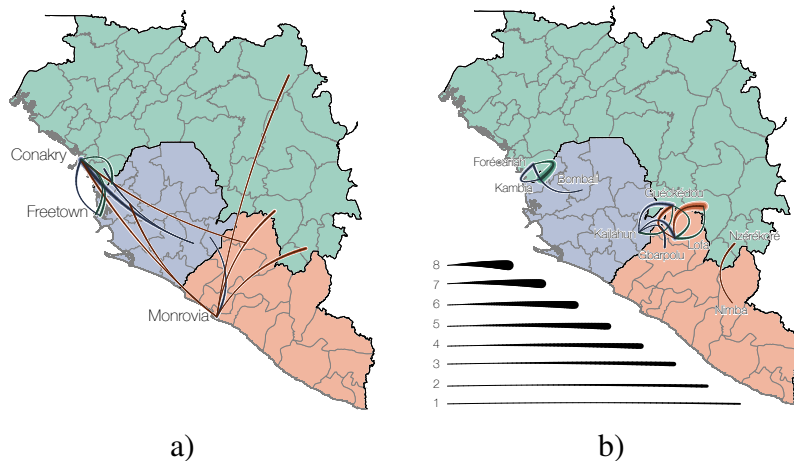 Conakry
Freetown
Monrovia
Forécariah
Kambia
Bombali
Gueckedou
Kailahun
Gbarpolu
Lofa
Nzérékoré
Nimba
8
7
6
5
4
3
2
1
a)
b)